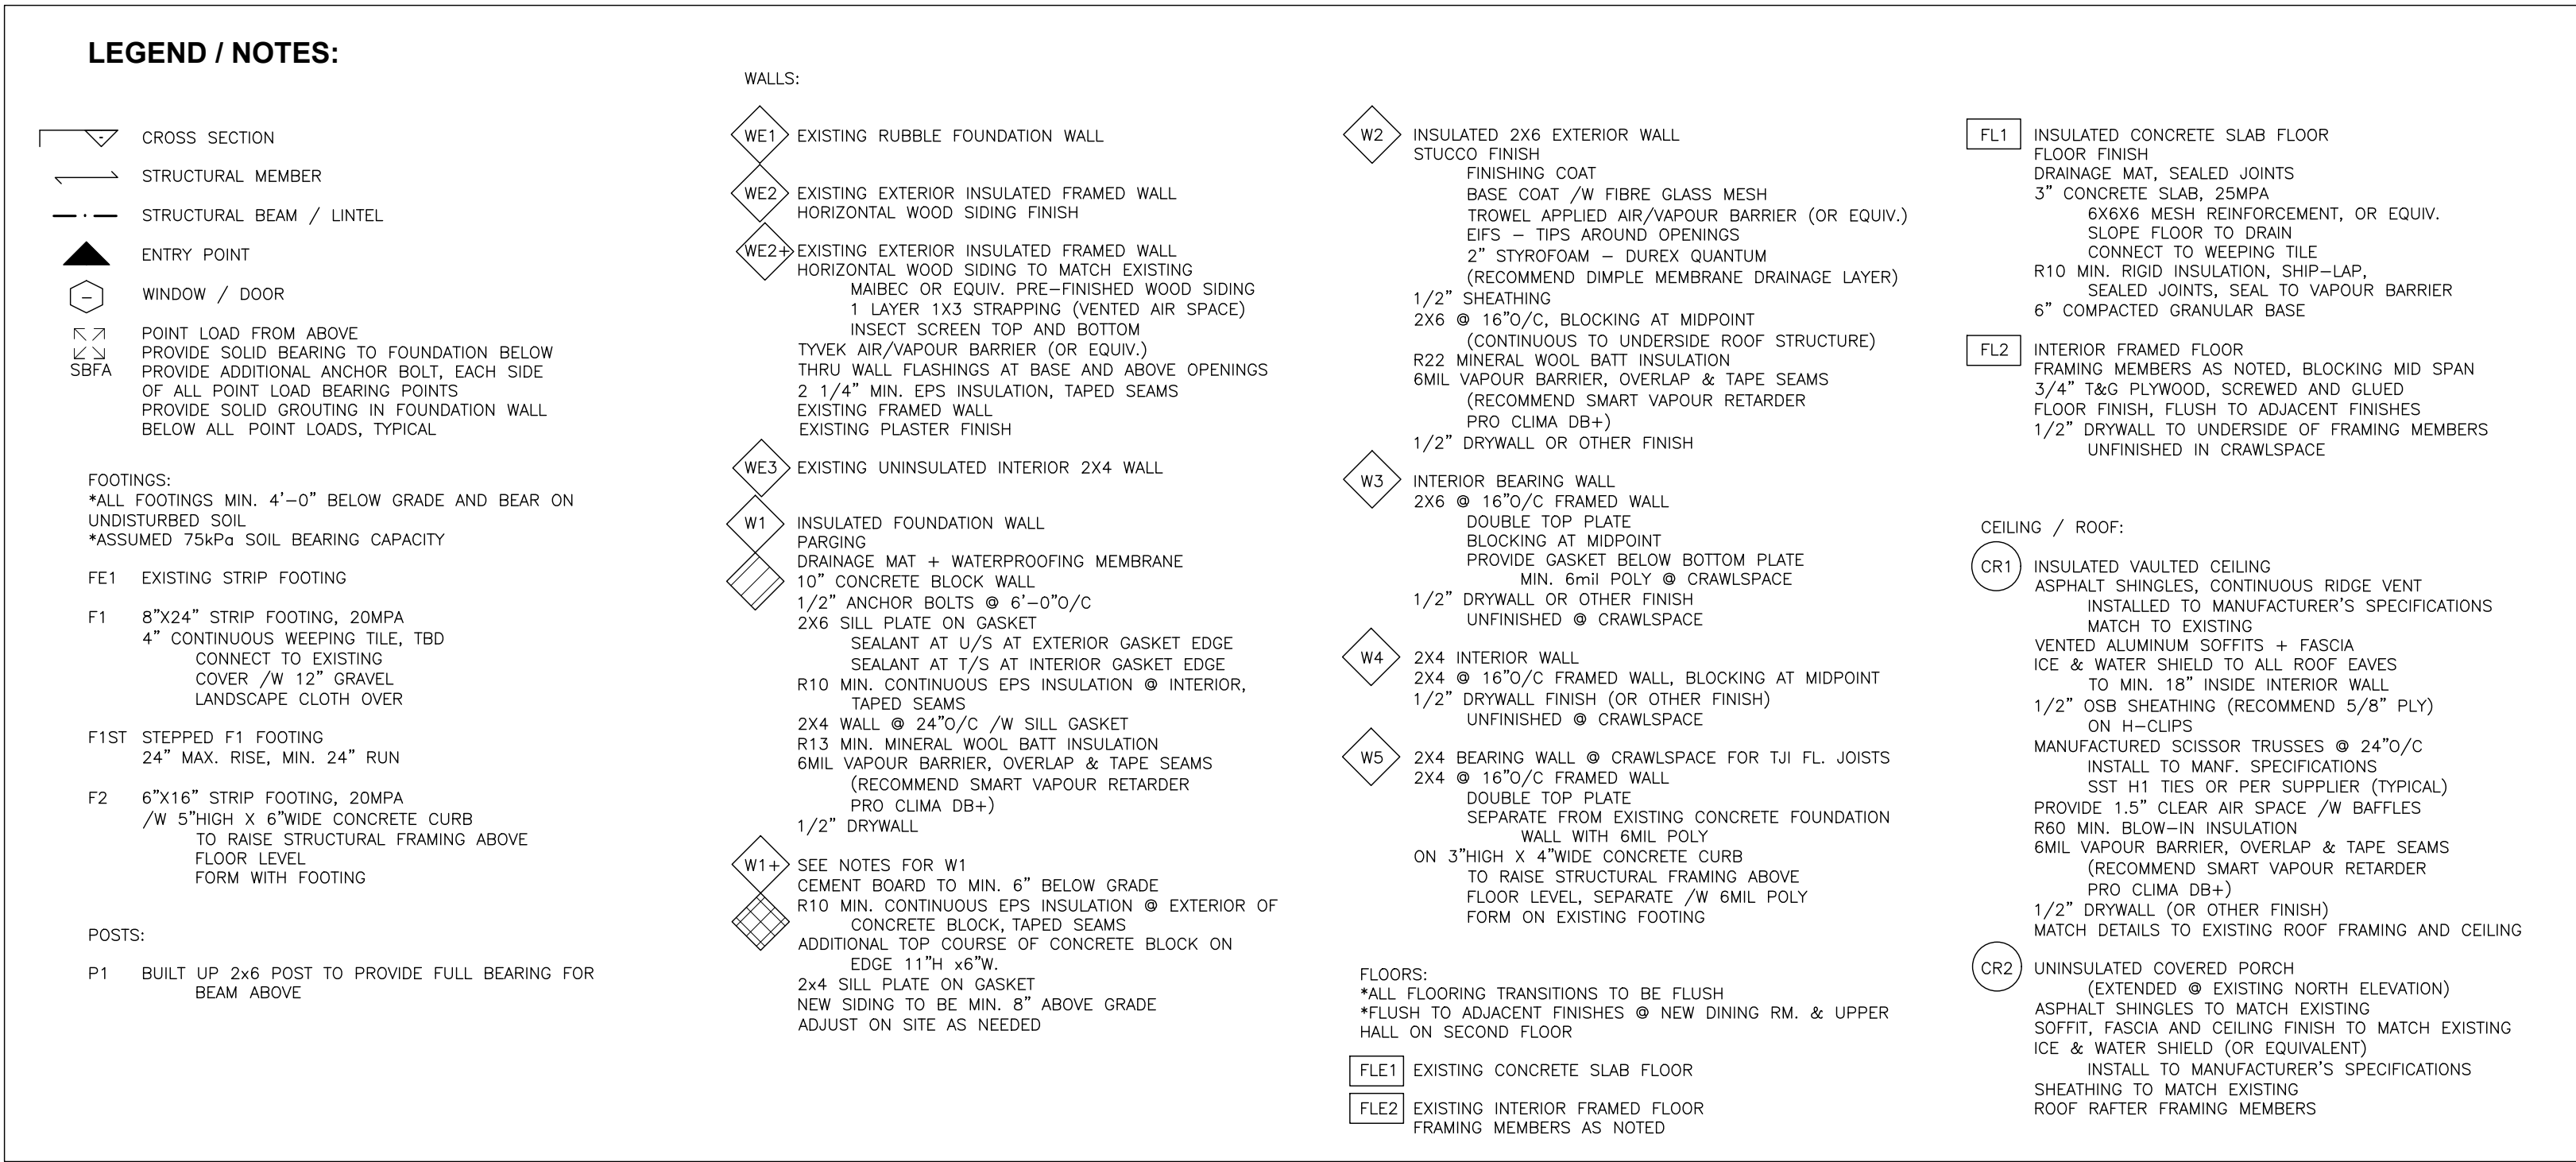 LEGEND / NOTES:
CROSS SECTION
STRUCTURAL MEMBER
STRUCTURAL BEAM / LINTEL
ENTRY POINT
WINDOW / DOOR
SBFA
POINT LOAD FROM ABOVE
PROVIDE SOLID BEARING TO FOUNDATION BELOW
PROVIDE ADDITIONAL ANCHOR BOLT, EACH SIDE
OF ALL POINT LOAD BEARING POINTS
PROVIDE SOLID GROUTING IN FOUNDATION WALL
BELOW ALL POINT LOADS, TYPICAL
FOOTINGS:
*ALL FOOTINGS MIN. 4'-0" BELOW GRADE AND BEAR ON
UNDISTURBED SOIL
*ASSUMED 75kPa SOIL BEARING CAPACITY
FE1 EXISTING STRIP FOOTING
F1 8"X24" STRIP FOOTING, 20MPA
4" CONTINUOUS WEEPING TILE, TBD
CONNECT TO EXISTING
COVER /W 12" GRAVEL
LANDSCAPE CLOTH OVER
F1ST STEPPED F1 FOOTING
24" MAX. RISE, MIN. 24" RUN
F2 6"X16" STRIP FOOTING, 20MPA
/W 5"HIGH X 6"WIDE CONCRETE CURB
TO RAISE STRUCTURAL FRAMING ABOVE
FLOOR LEVEL
FORM WITH FOOTING
POSTS:
P1 BUILT UP 2x6 POST TO PROVIDE FULL BEARING FOR
BEAM ABOVE
WALLS:
WE1 EXISTING RUBBLE FOUNDATION WALL
WE2 EXISTING EXTERIOR INSULATED FRAMED WALL
HORIZONTAL WOOD SIDING FINISH
WE2+ EXISTING EXTERIOR INSULATED FRAMED WALL
HORIZONTAL WOOD SIDING TO MATCH EXISTING
MAIBEC OR EQUIV. PRE-FINISHED WOOD SIDING
1 LAYER 1X3 STRAPPING (VENTED AIR SPACE)
INSECT SCREEN TOP AND BOTTOM
TYVEK AIR/VAPOUR BARRIER (OR EQUIV.)
THRU WALL FLASHINGS AT BASE AND ABOVE OPENINGS
2 1/4" MIN. EPS INSULATION, TAPED SEAMS
EXISTING FRAMED WALL
EXISTING PLASTER FINISH
WE3 EXISTING UNINSULATED INTERIOR 2X4 WALL
W1 INSULATED FOUNDATION WALL
PARGING
DRAINAGE MAT + WATERPROOFING MEMBRANE
10" CONCRETE BLOCK WALL
1/2" ANCHOR BOLTS @ 6'-0"O/C
2X6 SILL PLATE ON GASKET
SEALANT AT U/S AT EXTERIOR GASKET EDGE
SEALANT AT T/S AT INTERIOR GASKET EDGE
R10 MIN. CONTINUOUS EPS INSULATION @ INTERIOR,
TAPED SEAMS
2X4 WALL @ 24"O/C /W SILL GASKET
R13 MIN. MINERAL WOOL BATT INSULATION
6MIL VAPOUR BARRIER, OVERLAP & TAPE SEAMS
(RECOMMEND SMART VAPOUR RETARDER
PRO CLIMA DB+)
1/2" DRYWALL
W1+ SEE NOTES FOR W1
CEMENT BOARD TO MIN. 6" BELOW GRADE
R10 MIN. CONTINUOUS EPS INSULATION @ EXTERIOR OF
CONCRETE BLOCK, TAPED SEAMS
ADDITIONAL TOP COURSE OF CONCRETE BLOCK ON
EDGE 11"H x6"W.
2x4 SILL PLATE ON GASKET
NEW SIDING TO BE MIN. 8" ABOVE GRADE
ADJUST ON SITE AS NEEDED
W2 INSULATED 2X6 EXTERIOR WALL
STUCCO FINISH
FINISHING COAT
BASE COAT /W FIBRE GLASS MESH
TROWEL APPLIED AIR/VAPOUR BARRIER (OR EQUIV.)
EIFS - TIPS AROUND OPENINGS
2" STYROFOAM - DUREX QUANTUM
(RECOMMEND DIMPLE MEMBRANE DRAINAGE LAYER)
1/2" SHEATHING
2X6 @ 16"O/C, BLOCKING AT MIDPOINT
(CONTINUOUS TO UNDERSIDE ROOF STRUCTURE)
R22 MINERAL WOOL BATT INSULATION
6MIL VAPOUR BARRIER, OVERLAP & TAPE SEAMS
(RECOMMEND SMART VAPOUR RETARDER
PRO CLIMA DB+)
1/2" DRYWALL OR OTHER FINISH
W3 INTERIOR BEARING WALL
2X6 @ 16"O/C FRAMED WALL
DOUBLE TOP PLATE
BLOCKING AT MIDPOINT
PROVIDE GASKET BELOW BOTTOM PLATE
MIN. 6mil POLY @ CRAWLSPACE
1/2" DRYWALL OR OTHER FINISH
UNFINISHED @ CRAWLSPACE
W4 2X4 INTERIOR WALL
2X4 @ 16"O/C FRAMED WALL, BLOCKING AT MIDPOINT
1/2" DRYWALL FINISH (OR OTHER FINISH)
UNFINISHED @ CRAWLSPACE
W5 2X4 BEARING WALL @ CRAWLSPACE FOR TJI FL. JOISTS
2X4 @ 16"O/C FRAMED WALL
DOUBLE TOP PLATE
SEPARATE FROM EXISTING CONCRETE FOUNDATION
WALL WITH 6MIL POLY
ON 3"HIGH X 4"WIDE CONCRETE CURB
TO RAISE STRUCTURAL FRAMING ABOVE
FLOOR LEVEL, SEPARATE /W 6MIL POLY
FORM ON EXISTING FOOTING
FLOORS:
*ALL FLOORING TRANSITIONS TO BE FLUSH
*FLUSH TO ADJACENT FINISHES @ NEW DINING RM. & UPPER
HALL ON SECOND FLOOR
FLE1 EXISTING CONCRETE SLAB FLOOR
FLE2 EXISTING INTERIOR FRAMED FLOOR
FRAMING MEMBERS AS NOTED
FL1 INSULATED CONCRETE SLAB FLOOR
FLOOR FINISH
DRAINAGE MAT, SEALED JOINTS
3" CONCRETE SLAB, 25MPA
6X6X6 MESH REINFORCEMENT, OR EQUIV.
SLOPE FLOOR TO DRAIN
CONNECT TO WEEPING TILE
R10 MIN. RIGID INSULATION, SHIP-LAP,
SEALED JOINTS, SEAL TO VAPOUR BARRIER
6" COMPACTED GRANULAR BASE
FL2 INTERIOR FRAMED FLOOR
FRAMING MEMBERS AS NOTED, BLOCKING MID SPAN
3/4" T&G PLYWOOD, SCREWED AND GLUED
FLOOR FINISH, FLUSH TO ADJACENT FINISHES
1/2" DRYWALL TO UNDERSIDE OF FRAMING MEMBERS
UNFINISHED IN CRAWLSPACE
CEILING / ROOF:
CR1 INSULATED VAULTED CEILING
ASPHALT SHINGLES, CONTINUOUS RIDGE VENT
INSTALLED TO MANUFACTURER'S SPECIFICATIONS
MATCH TO EXISTING
VENTED ALUMINUM SOFFITS + FASCIA
ICE & WATER SHIELD TO ALL ROOF EAVES
TO MIN. 18" INSIDE INTERIOR WALL
1/2" OSB SHEATHING (RECOMMEND 5/8" PLY)
ON H-CLIPS
MANUFACTURED SCISSOR TRUSSES @ 24"O/C
INSTALL TO MANF. SPECIFICATIONS
SST H1 TIES OR PER SUPPLIER (TYPICAL)
PROVIDE 1.5" CLEAR AIR SPACE /W BAFFLES
R60 MIN. BLOW-IN INSULATION
6MIL VAPOUR BARRIER, OVERLAP & TAPE SEAMS
(RECOMMEND SMART VAPOUR RETARDER
PRO CLIMA DB+)
1/2" DRYWALL (OR OTHER FINISH)
MATCH DETAILS TO EXISTING ROOF FRAMING AND CEILING
CR2 UNINSULATED COVERED PORCH
(EXTENDED @ EXISTING NORTH ELEVATION)
ASPHALT SHINGLES TO MATCH EXISTING
SOFFIT, FASCIA AND CEILING FINISH TO MATCH EXISTING
ICE & WATER SHIELD (OR EQUIVALENT)
INSTALL TO MANUFACTURER'S SPECIFICATIONS
SHEATHING TO MATCH EXISTING
ROOF RAFTER FRAMING MEMBERS